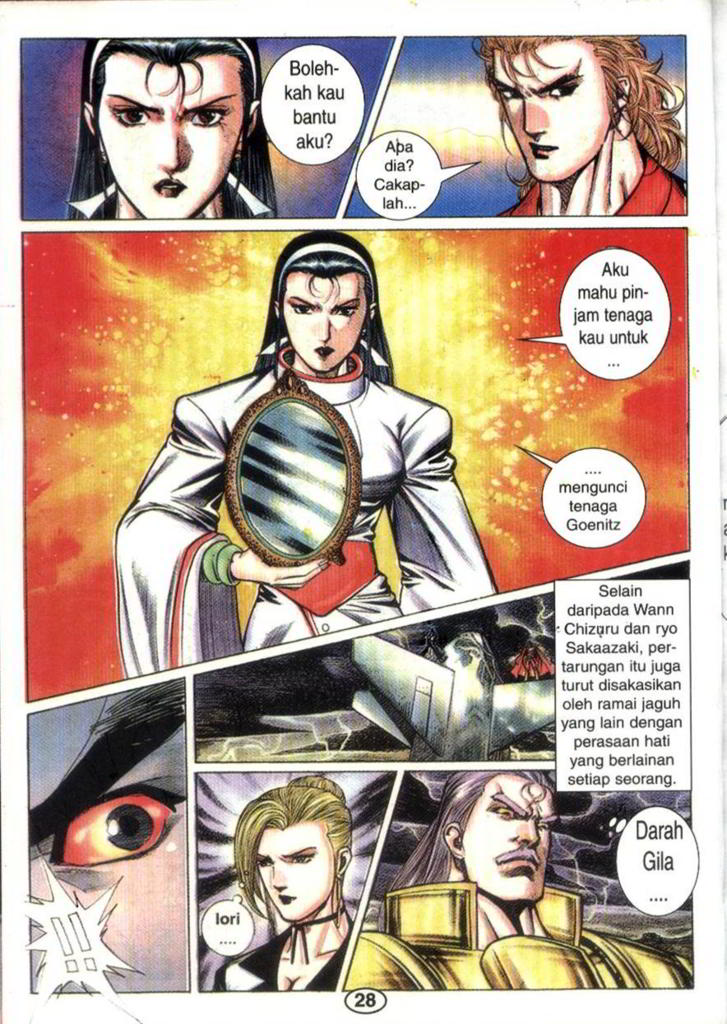 Boleh-
kah kau
bantu
aku?
Apa
dia?
Cakap-
lah...
Aku
mahu pin-
jam tenaga
kau untuk
...
....
mengunci
tenaga
Goenitz
Selain
daripada Wann
Chizuru dan ryo
Sakaazaki, per-
tarungan itu juga
turut disakasikan
oleh ramai jaguh
yang lain dengan
perasaan hati
yang berlainan
setiap seorang.
!!
Iori
....
Darah
Gila
....
28